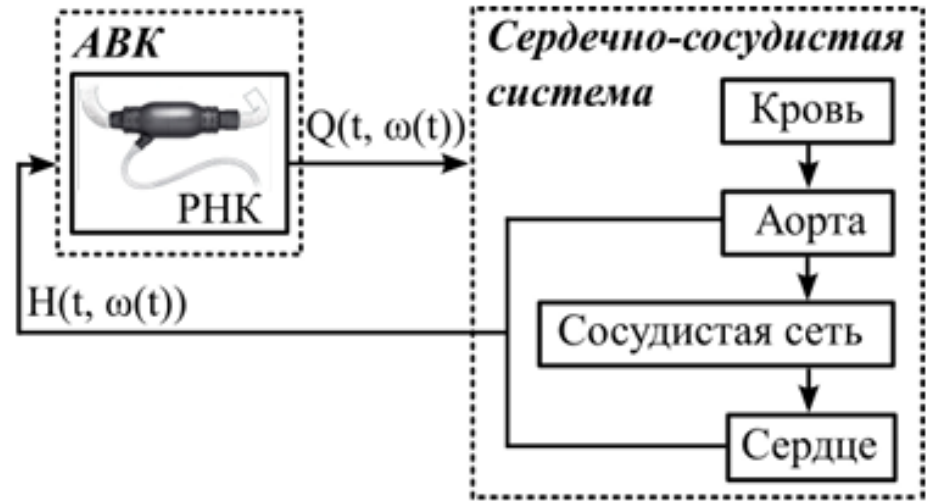 АВК
РНК
Q(t, ω(t))
H(t, ω(t))
Сердечно-сосудистая
система
Кровь
Аорта
Сосудистая сеть
Сердце